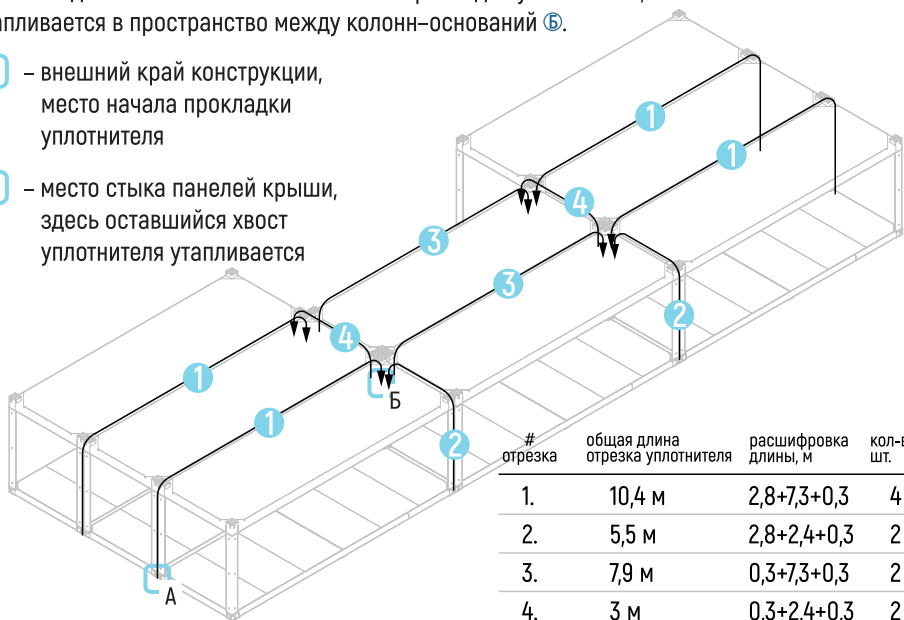 апливается в пространство между колонн–оснований Б.
– внешний край конструкции,
место начала прокладки
уплотнителя
– место стыка панелей крыши,
здесь оставшийся хвост
уплотнителя утапливается
1
1
4
3
3
2
4
1
1
Б
2
А
# отрезка общая длина отрезка уплотнителя расшифровка длины, м кол-в шт.
1. 10,4 м 2,8+7,3+0,3 4
2. 5,5 м 2,8+2,4+0,3 2
3. 7,9 м 0,3+7,3+0,3 2
4. 3 м 0,3+2,4+0,3 2